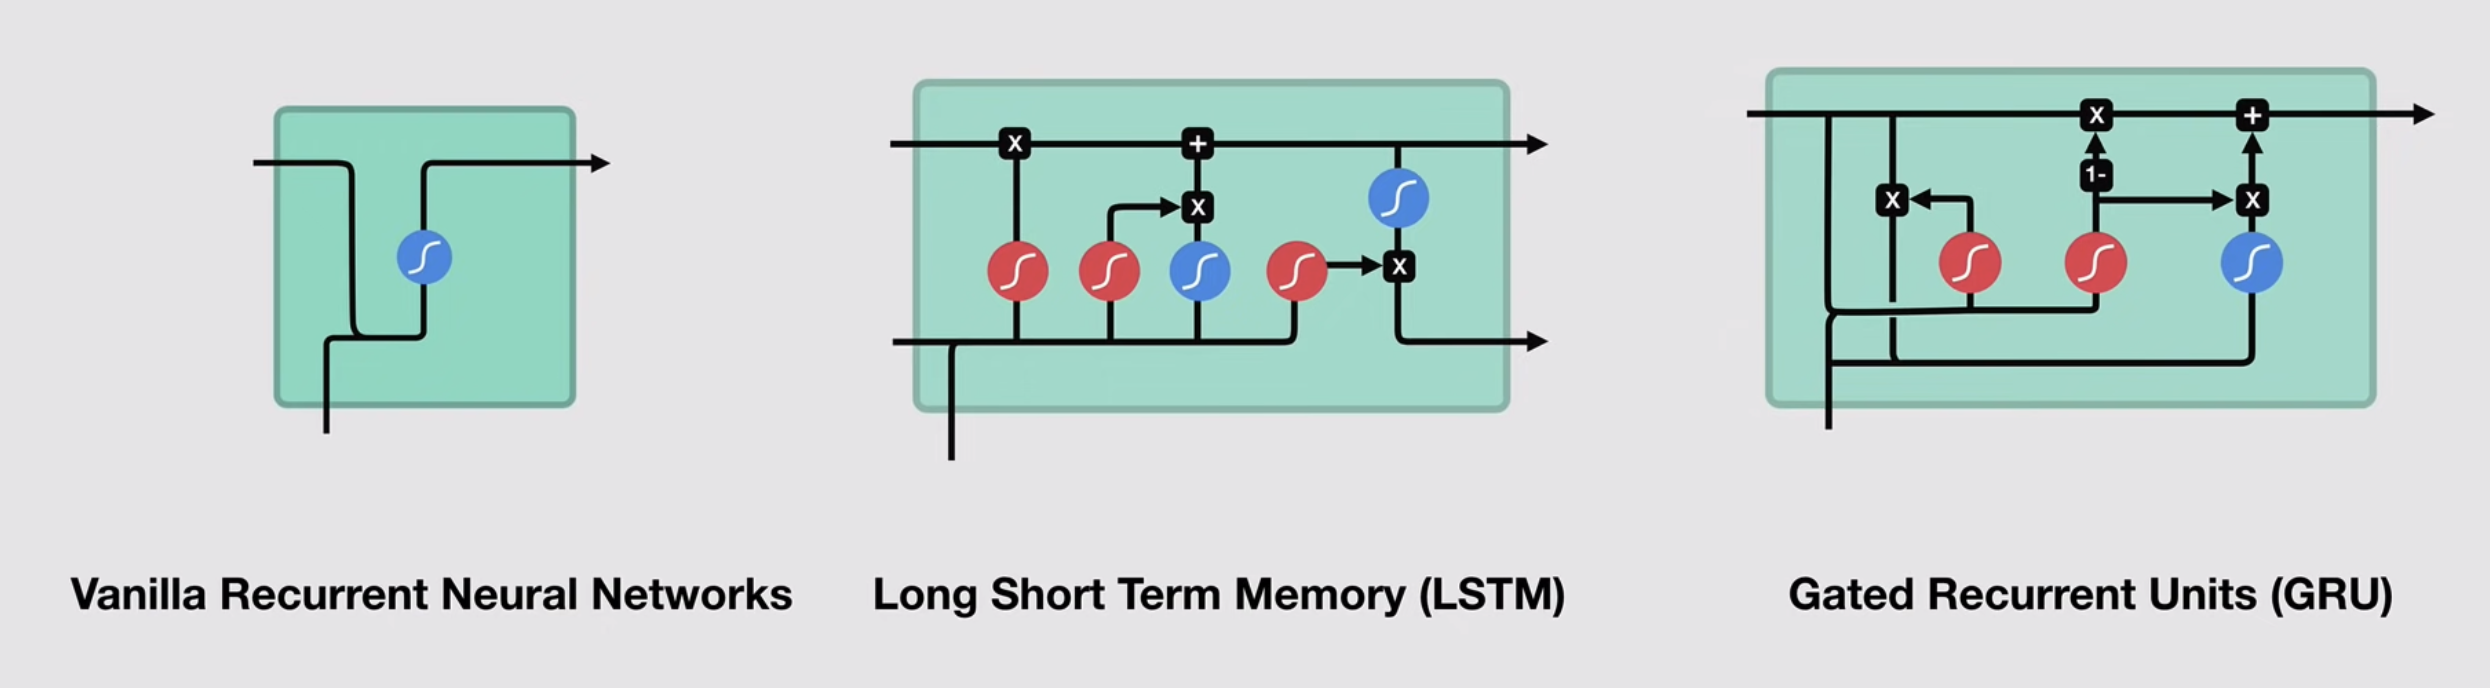 x
+
x
x
x
+
1-
x
x
Vanilla Recurrent Neural Networks
Long Short Term Memory (LSTM)
Gated Recurrent Units (GRU)